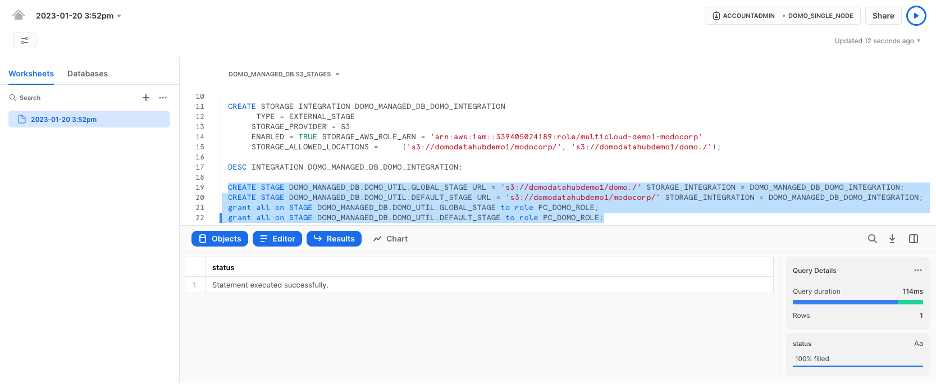 2023-01-20 3:52pm
ACCOUNTADMIN
DOMO_SINGLE_NODE
Share
Updated 12 seconds ago
Worksheets
Databases
DOMO_MANAGED_DB.S3_STAGES
Search
2023-01-20 3:52pm
10
11 CREATE STORAGE INTEGRATION DOMO_MANAGED_DB_DOMO_INTEGRATION
12 TYPE = EXTERNAL_STAGE
13 STORAGE_PROVIDER = S3
14 ENABLED = TRUE STORAGE_AWS_ROLE_ARN = 'arn:aws:iam::339405024189:role/multicloud-demo1-modocorp'
15 STORAGE_ALLOWED_LOCATIONS = ('s3://domodatahubdemo1/modocorp/', 's3://domodatahubdemo1/domo./');
16
17 DESC INTEGRATION DOMO_MANAGED_DB_DOMO_INTEGRATION;
18
19 CREATE STAGE DOMO_MANAGED_DB.DOMO_UTIL.GLOBAL_STAGE URL = 's3://domodatahubdemo1/domo./' STORAGE_INTEGRATION = DOMO_MANAGED_DB_DOMO_INTEGRATION;
20 CREATE STAGE DOMO_MANAGED_DB.DOMO_UTIL.DEFAULT_STAGE URL = 's3://domodatahubdemo1/modocorp/' STORAGE_INTEGRATION = DOMO_MANAGED_DB_DOMO_INTEGRATION;
21 grant all on STAGE DOMO_MANAGED_DB.DOMO_UTIL.GLOBAL_STAGE to role PC_DOMO_ROLE;
22 grant all on STAGE DOMO_MANAGED_DB.DOMO_UTIL.DEFAULT_STAGE to role PC_DOMO_ROLE;
Objects
Editor
Results
Chart
status
1 Statement executed successfully.
Query Details
Query duration 114ms
Rows 1
status Aa
100% filled